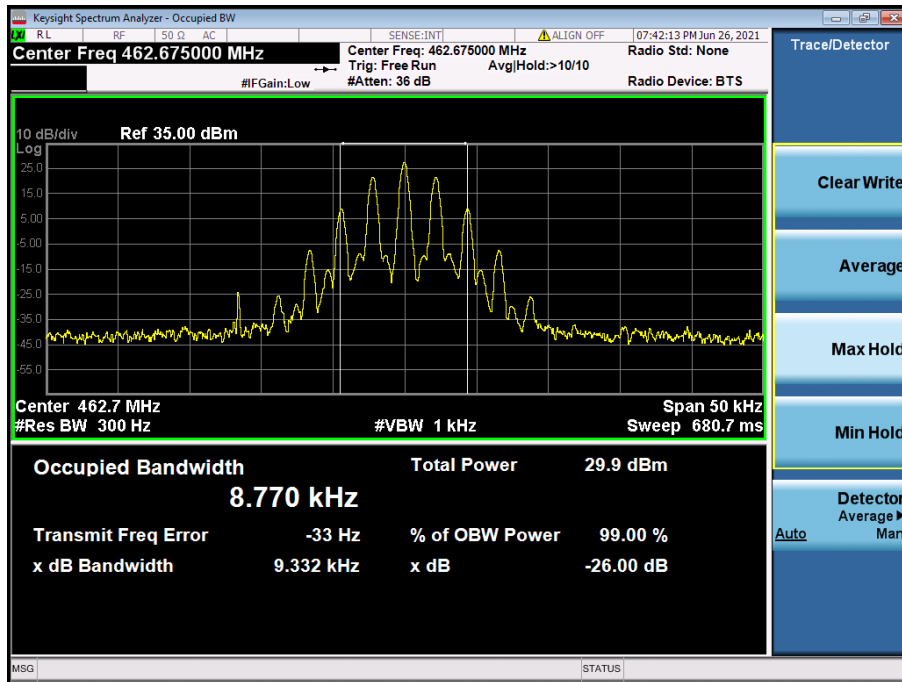 Keysight Spectrum Analyzer - Occupied BW
LXI RL RF 50 Ω AC SENSE:INT ALIGN OFF 07:42:13 PM Jun 26, 2021
Center Freq 462.675000 MHz
Center Freq: 462.675000 MHz
Radio Std: None
Trig: Free Run Avg|Hold:>10/10
#IFGain:Low
#Atten: 36 dB
Radio Device: BTS
10 dB/div Ref 35.00 dBm
Log
25.0
15.0
5.00
-5.00
-15.0
-25.0
-35.0
-45.0
-55.0
Center 462.7 MHz Span 50 kHz
#Res BW 300 Hz #VBW 1 kHz Sweep 680.7 ms
Occupied Bandwidth Total Power 29.9 dBm
8.770 kHz
Transmit Freq Error -33 Hz % of OBW Power 99.00 %
x dB Bandwidth 9.332 kHz x dB -26.00 dB
MSG STATUS
Trace/Detector
Clear Write
Average
Max Hold
Min Hold
Detector
Average
Auto Man